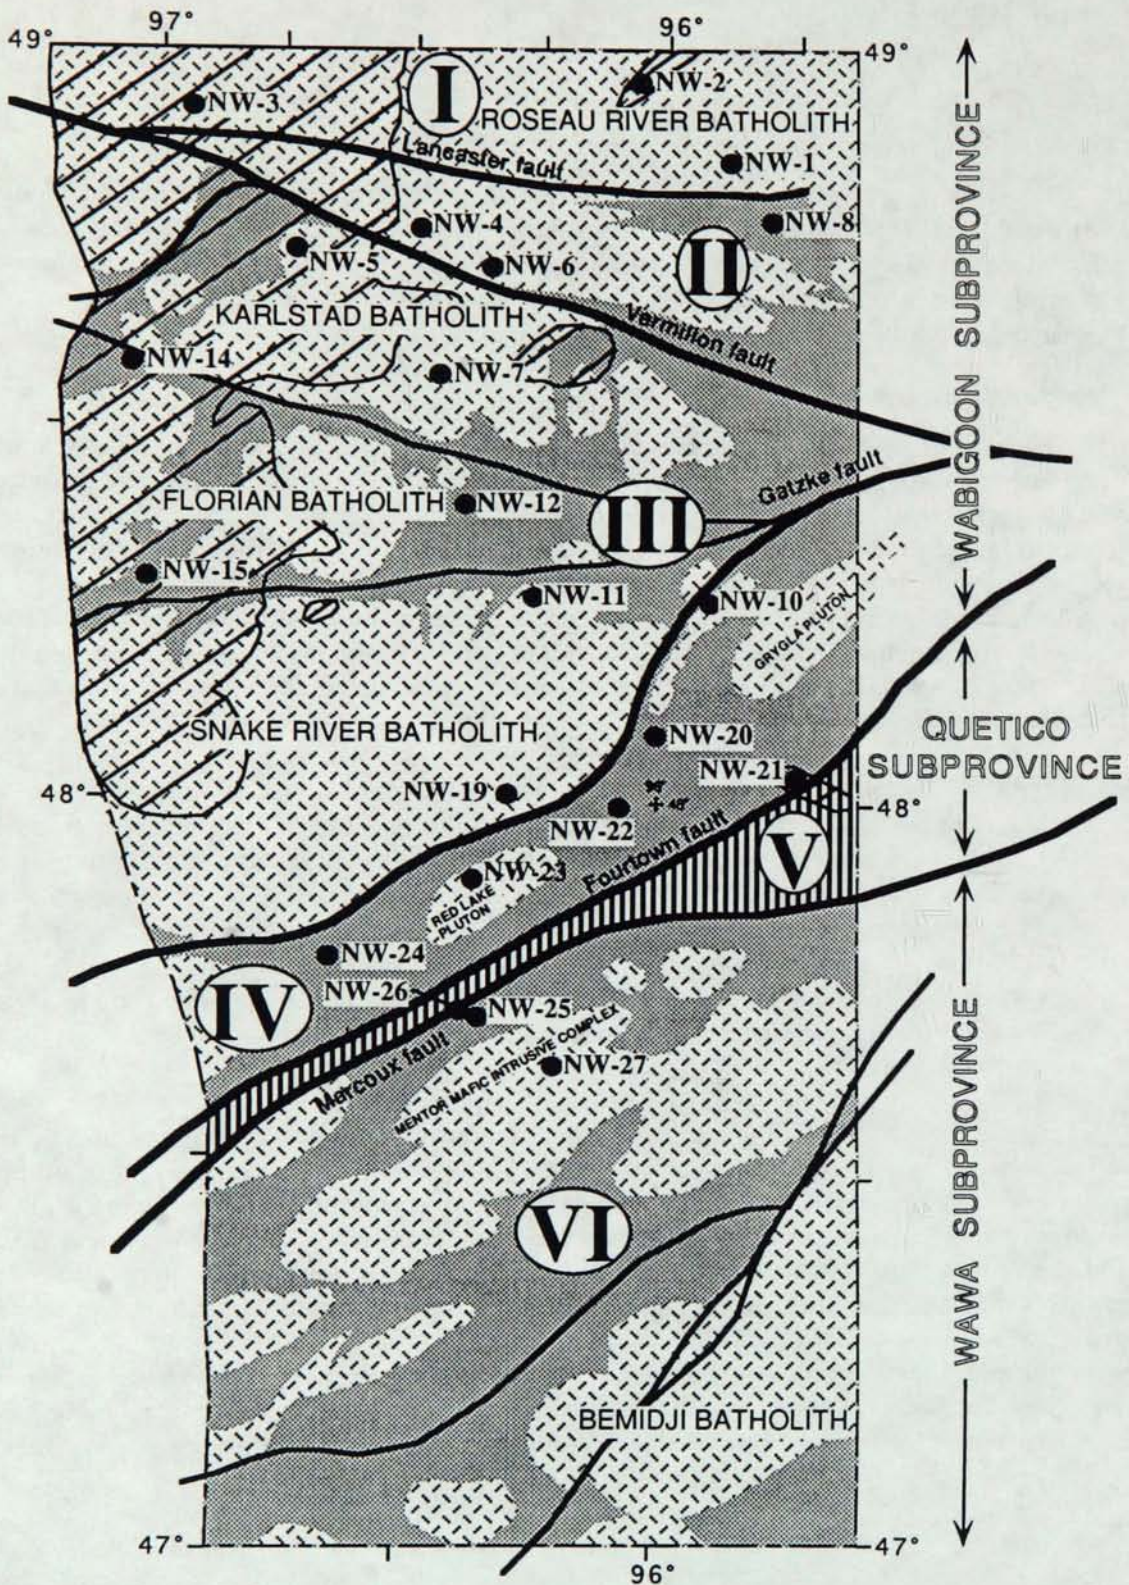 97°
96°
49°
49°
I
NW-2
NW-3
ROSEAU RIVER BATHOLITH
Lancaster fault
NW-1
NW-4
NW-8
II
NW-5
NW-6
KARLSTAD BATHOLITH
Vermilion fault
NW-14
NW-7
WABIGOON SUBPROVINCE
Gatzke fault
FLORIAN BATHOLITH
NW-12
III
NW-15
NW-11
NW-10
GRYGLA PLUTON
SNAKE RIVER BATHOLITH
NW-20
QUETICO
SUBPROVINCE
NW-21
48°
NW-19
96°
+ 48°
48°
NW-22
Fourtown fault
V
NW-23
RED LAKE
PLUTON
NW-24
IV
NW-26
NW-25
Mercoux fault
MENTOR MAFIC INTRUSIVE COMPLEX
NW-27
WAWA SUBPROVINCE
VI
BEMIDJI BATHOLITH
47°
47°
96°